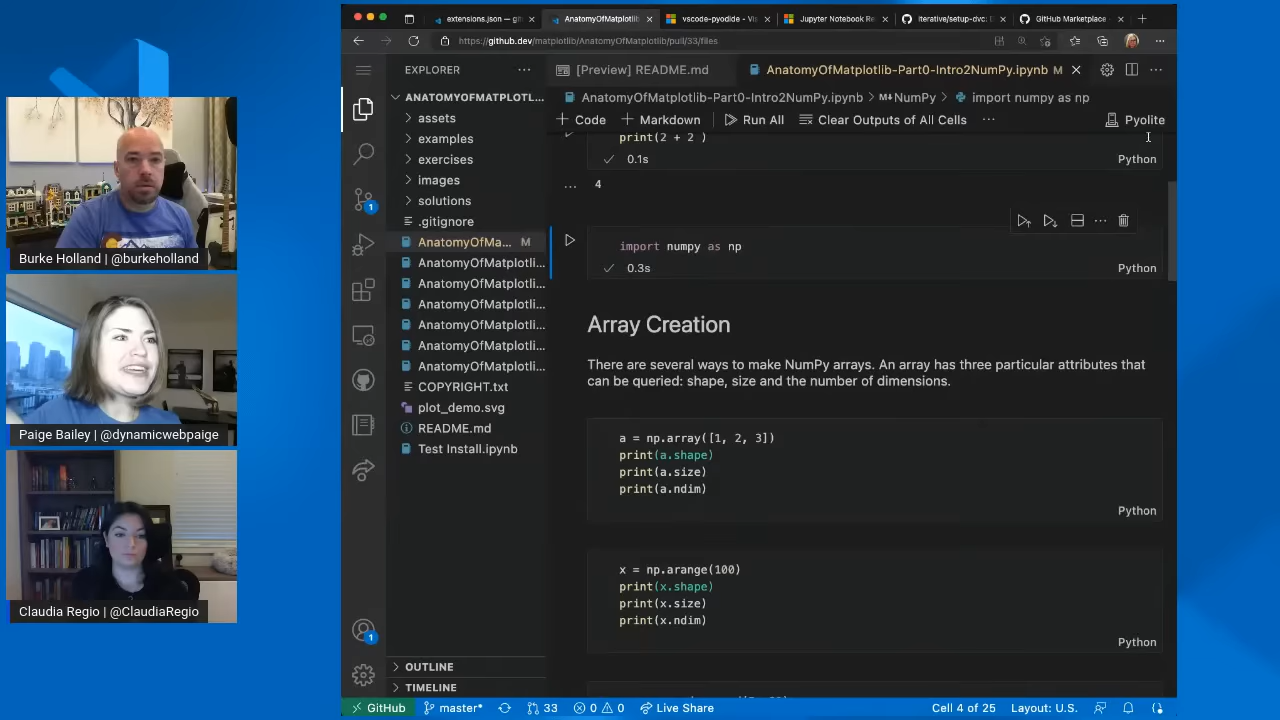 extensions.json — gi
AnatomyOfMatplotlib
vscode-pyodide - Vis
Jupyter Notebook Re
iterative/setup-dvc:
GitHub Marketplace
https://github.dev/matplotlib/AnatomyOfMatplotlib/pull/33/files
EXPLORER
[Preview] README.md
AnatomyOfMatplotlib-Part0-Intro2NumPy.ipynb M
ANATOMYOFMATPLOTL...
AnatomyOfMatplotlib-Part0-Intro2NumPy.ipynb > NumPy > import numpy as np
+ Code + Markdown Run All Clear Outputs of All Cells ... Pyolite
assets
examples
exercises
images
solutions
.gitignore
AnatomyOfMa... M
AnatomyOfMatplotli...
AnatomyOfMatplotli...
AnatomyOfMatplotli...
AnatomyOfMatplotli...
AnatomyOfMatplotli...
AnatomyOfMatplotli...
COPYRIGHT.txt
plot_demo.svg
README.md
Test Install.ipynb
OUTLINE
TIMELINE
print(2 + 2 )
0.1s
Python
4
import numpy as np
0.3s
Python
Array Creation
There are several ways to make NumPy arrays. An array has three particular attributes that
can be queried: shape, size and the number of dimensions.
a = np.array([1, 2, 3])
print(a.shape)
print(a.size)
print(a.ndim)
Python
x = np.arange(100)
print(x.shape)
print(x.size)
print(x.ndim)
Python
1
1
GitHub master* 33 0 0 Live Share Cell 4 of 25 Layout: U.S.
Burke Holland | @burkeholland
Paige Bailey | @dynamicwebpaige
Claudia Regio | @ClaudiaRegio